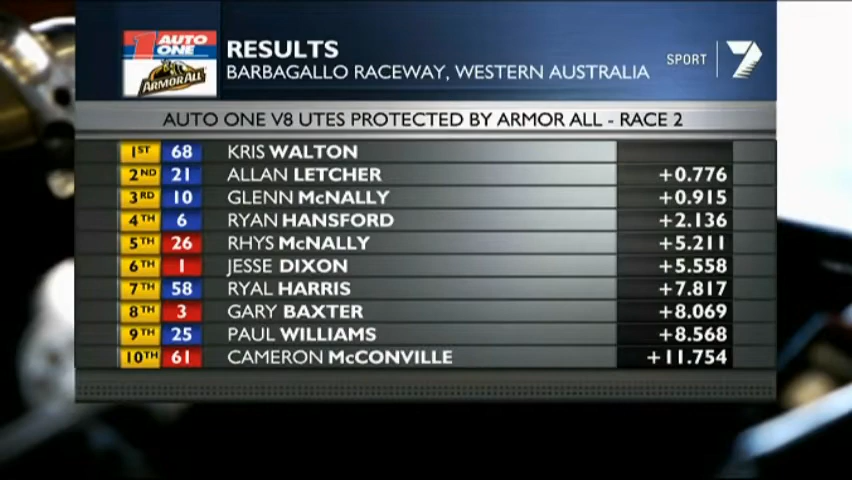 1 AUTO ONE
ARMOR ALL
RESULTS
BARBAGALLO RACEWAY, WESTERN AUSTRALIA
SPORT 7
AUTO ONE V8 UTES PROTECTED BY ARMOR ALL - RACE 2
1ST 68 KRIS WALTON
2ND 21 ALLAN LETCHER +0.776
3RD 10 GLENN McNALLY +0.915
4TH 6 RYAN HANSFORD +2.136
5TH 26 RHYS McNALLY +5.211
6TH 1 JESSE DIXON +5.558
7TH 58 RYAL HARRIS +7.817
8TH 3 GARY BAXTER +8.069
9TH 25 PAUL WILLIAMS +8.568
10TH 61 CAMERON McCONVILLE +11.754